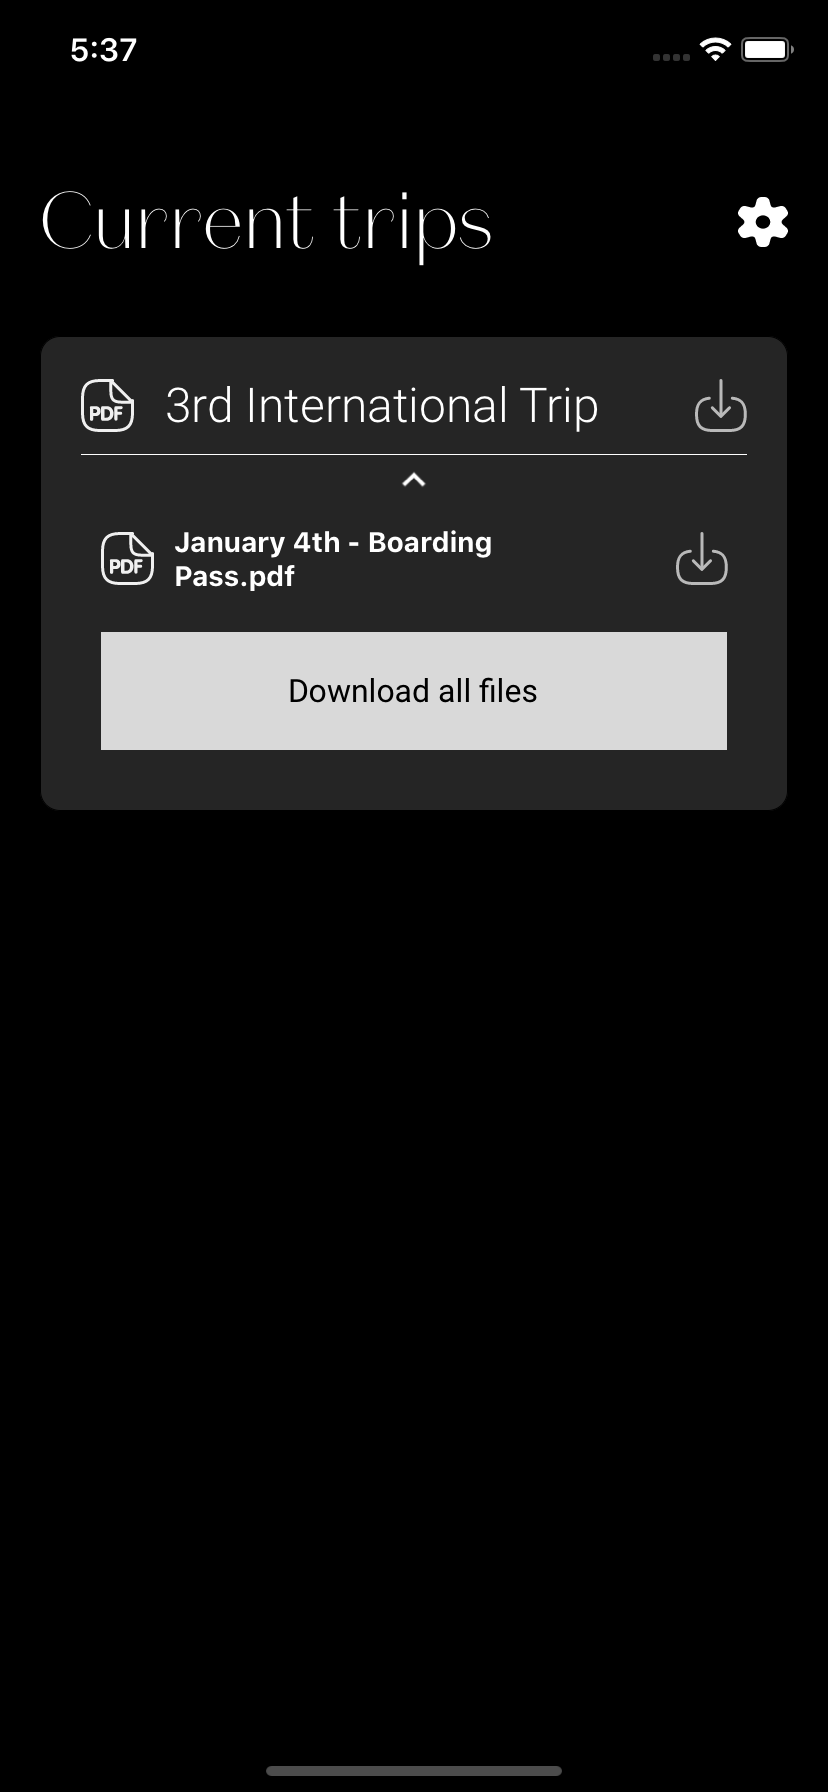 5:37
Current trips
PDF 3rd International Trip
PDF January 4th - Boarding
Pass.pdf
Download all files